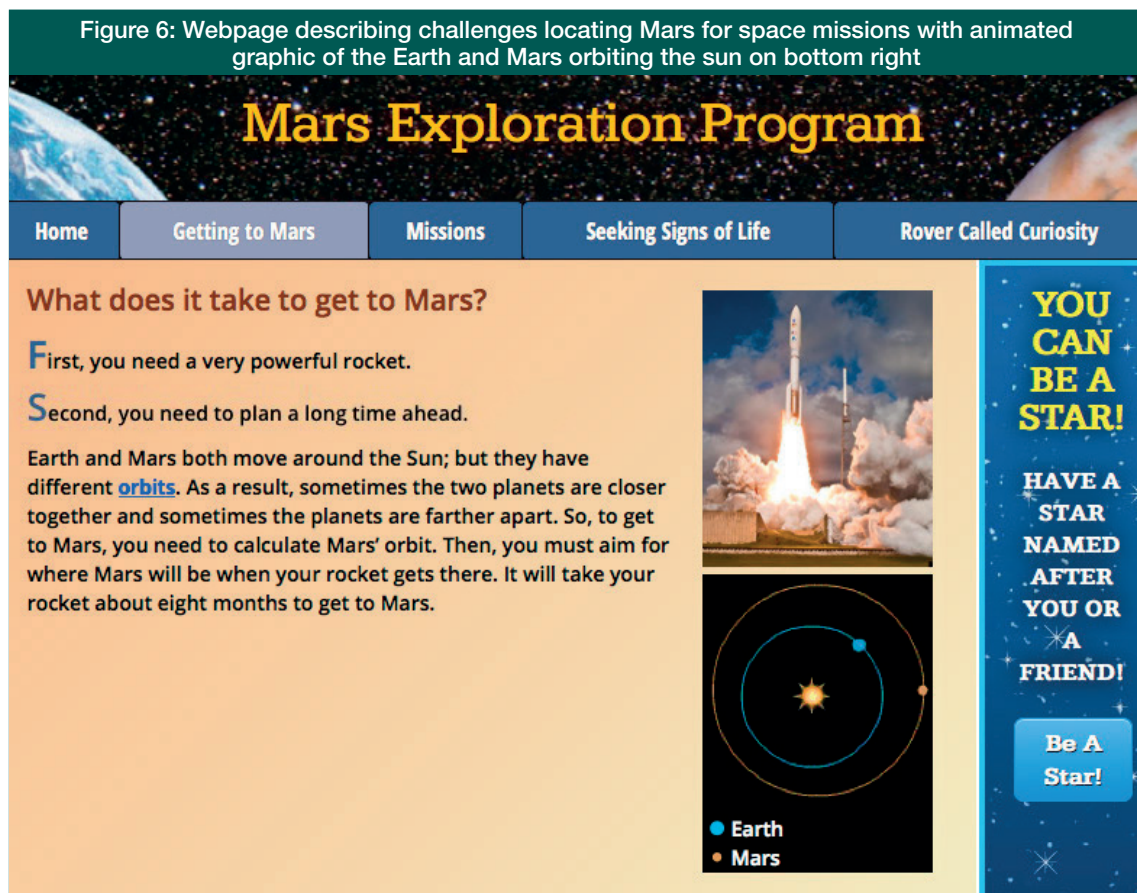 Figure 6: Webpage describing challenges locating Mars for space missions with animated
graphic of the Earth and Mars orbiting the sun on bottom right
Mars Exploration Program
Home
Getting to Mars
Missions
Seeking Signs of Life
Rover Called Curiosity
What does it take to get to Mars?
First, you need a very powerful rocket.
Second, you need to plan a long time ahead.
Earth and Mars both move around the Sun; but they have
different orbits. As a result, sometimes the two planets are closer
together and sometimes the planets are farther apart. So, to get
to Mars, you need to calculate Mars’ orbit. Then, you must aim for
where Mars will be when your rocket gets there. It will take your
rocket about eight months to get to Mars.
Earth
Mars
YOU
CAN
BE A
STAR!
HAVE A
STAR
NAMED
AFTER
YOU OR
A
FRIEND!
Be A
Star!